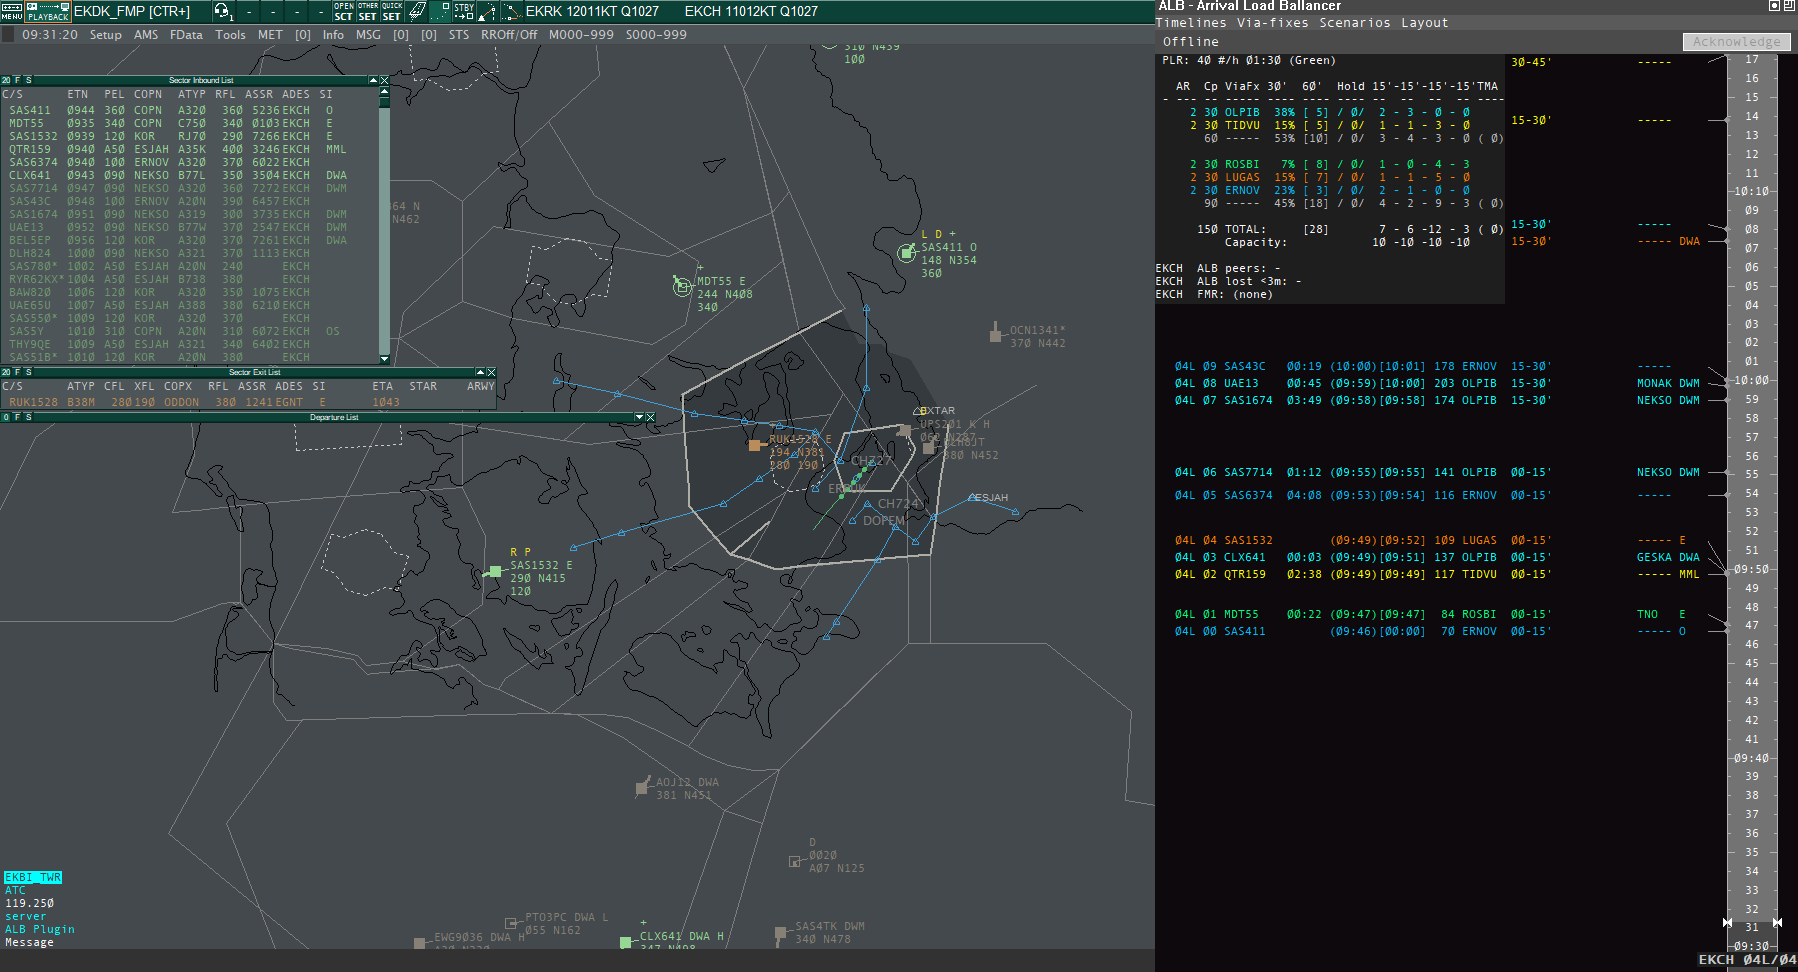 MENU PLAYBACK EKDK_FMP [CTR+] 1 - - - - OPEN SCT OTHER SET QUICK SET STBY EKRK 12011KT Q1027 EKCH 11012KT Q1027
09:31:20 Setup AMS FData Tools MET [0] Info MSG [0] [0] STS RROff/Off M000-999 S000-999
20 F S Sector Inbound List
C/S ETN PEL COPN ATYP RFL ASSR ADES SI
SAS411 0944 360 COPN A320 360 5236 EKCH O
MDT55 0935 340 COPN C750 340 0103 EKCH E
SAS1532 0939 120 KOR RJ70 290 7266 EKCH E
QTR159 0940 A50 ESJAH A35K 400 3246 EKCH MML
SAS6374 0940 100 ERNOV A320 370 6022 EKCH
CLX641 0943 090 NEKSO B77L 350 3504 EKCH DWA
SAS7714 0947 090 NEKSO A320 360 7272 EKCH DWM
SAS43C 0948 100 ERNOV A20N 390 6457 EKCH
SAS1674 0951 090 NEKSO A319 300 3735 EKCH DWM
UAE13 0952 090 NEKSO B77W 370 2547 EKCH DWM
BEL5EP 0956 120 KOR A320 370 7261 EKCH DWA
DLH824 1000 090 NEKSO A321 370 1113 EKCH
SAS780* 1002 A50 ESJAH A20N 240 EKCH
RYR62KX* 1004 A50 ESJAH B738 380 EKCH
BAW820 1006 120 KOR A320 350 1075 EKCH
UAE65U 1007 A50 ESJAH A388 380 6210 EKCH
SAS550* 1009 120 KOR A320 370 EKCH
SAS5Y 1010 310 COPN A20N 310 6072 EKCH OS
THY9QE 1009 A50 ESJAH A321 340 6402 EKCH
SAS51B* 1010 120 KOR A20N 380 EKCH
20 F S Sector Exit List
C/S ATYP CFL XFL COPX RFL ASSR ADES SI ETA STAR ARWY
RUK1528 B38M 280 190 ODDON 380 1241 EGNT E 1043
0 F S Departure List
310 N439
100
364 N
N462
L D +
SAS411 O
148 N354
360
+
MDT55 E
244 N408
340
OCN1341*
370 N442
EXTAR
UPS201 K H
380 N452
RUK1528 E
194 N381
280 190
CH727
CH724
DOPEM
ESJAH
R P
SAS1532 E
290 N415
120
AOJ12 DWA
381 N451
D
0020
A07 N125
PTO3PC DWA L
055 N162
EWG9036 DWA H
+
CLX641 DWA H
347 N498
SAS4TK DWM
340 N478
EKBI_TWR
ATC
119.250
server
ALB Plugin
Message
ALB - Arrival Load Ballancer
Timelines Via-fixes Scenarios Layout
Offline Acknowledge
PLR: 40 #/h 01:30 (Green)
AR Cp ViaFx 30' 60' Hold 15'-15'-15'-15'TMA
- --- -- ----- ---- ---- ---- -- -- -- -- ----
2 30 OLPIB 38% [ 5] / 0/ 2 - 3 - 0 - 0
2 30 TIDVU 15% [ 5] / 0/ 1 - 1 - 3 - 0
60 ----- 53% [10] / 0/ 3 - 4 - 3 - 0 ( 0)
2 30 ROSBI 7% [ 8] / 0/ 1 - 0 - 4 - 3
2 30 LUGAS 15% [ 7] / 0/ 1 - 1 - 5 - 0
2 30 ERNOV 23% [ 3] / 0/ 2 - 1 - 0 - 0
90 ----- 45% [18] / 0/ 4 - 2 - 9 - 3 ( 0)
150 TOTAL: [28] 7 - 6 -12 - 3 ( 0)
Capacity: 10 -10 -10 -10
EKCH ALB peers: -
EKCH ALB lost <3m: -
EKCH FMR: (none)
30-45' -----
15-30' -----
15-30' -----
15-30' ----- DWA
04L 09 SAS43C 00:19 (10:00)[10:01] 178 ERNOV 15-30' -----
04L 08 UAE13 00:45 (09:59)[10:00] 203 OLPIB 15-30' MONAK DWM
04L 07 SAS1674 03:49 (09:58)[09:58] 174 OLPIB 15-30' NEKSO DWM
04L 06 SAS7714 01:12 (09:55)[09:55] 141 OLPIB 00-15' NEKSO DWM
04L 05 SAS6374 04:08 (09:53)[09:54] 116 ERNOV 00-15' -----
04L 04 SAS1532 (09:49)[09:52] 109 LUGAS 00-15' ----- E
04L 03 CLX641 00:03 (09:49)[09:51] 137 OLPIB 00-15' GESKA DWA
04L 02 QTR159 02:38 (09:49)[09:49] 117 TIDVU 00-15' ----- MML
04L 01 MDT55 00:22 (09:47)[09:47] 84 ROSBI 00-15' TNO E
04L 00 SAS411 (09:46)[00:00] 70 ERNOV 00-15' ----- O
17
16
15
14
13
12
11
10:10
09
08
07
06
05
04
03
02
01
10:00
59
58
57
56
55
54
53
52
51
09:50
49
48
47
46
45
44
43
42
41
09:40
39
38
37
36
35
34
33
32
31
09:30
EKCH 04L/04